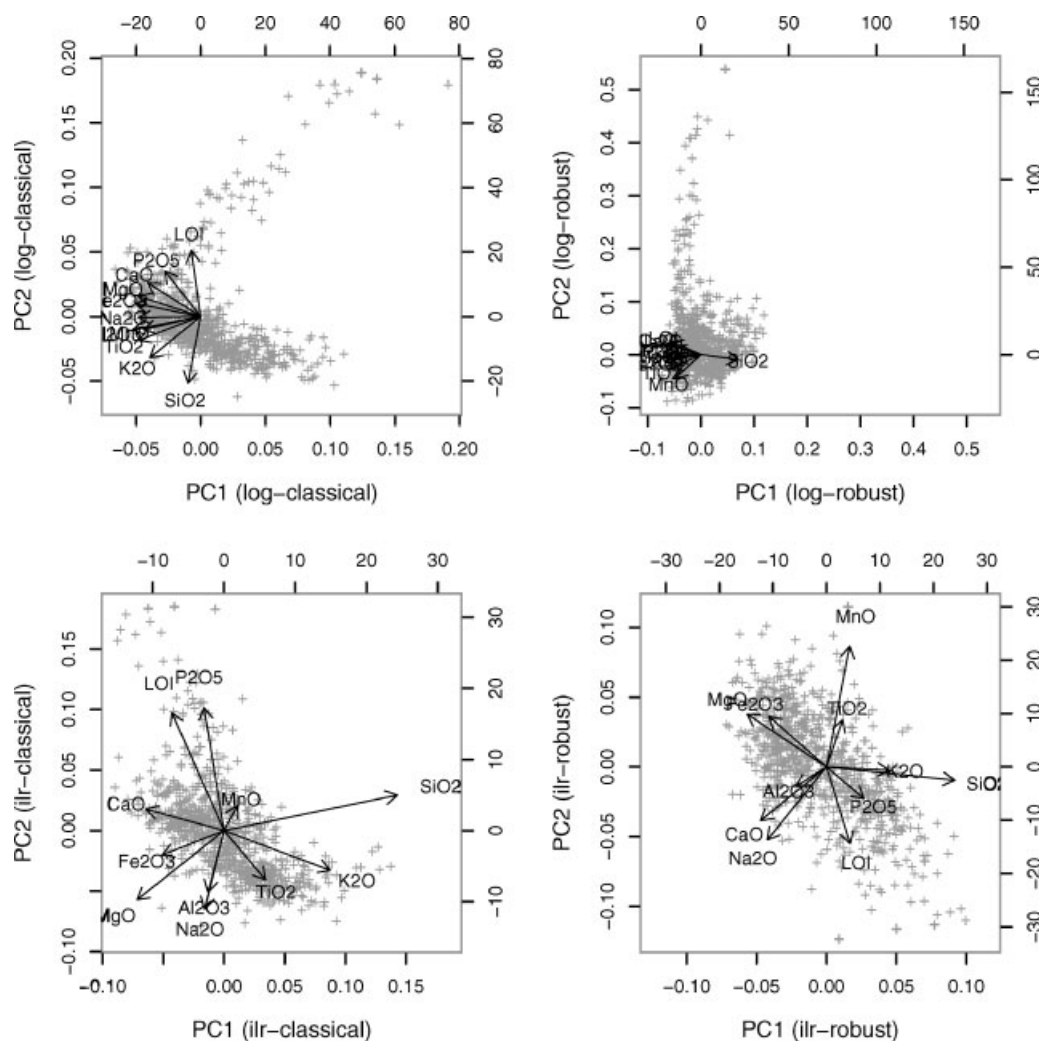 −20 0 20 40 60 80
0.20
0.15
0.10
0.05
0.00
−0.05
PC2 (log−classical)
80
60
40
20
0
−20
LOI
P2O5
CaO
MgO
e2O3
Na2O
MnO
TiO2
K2O
SiO2
−0.05 0.00 0.05 0.10 0.15 0.20
PC1 (log−classical)
0 50 100 150
0.5
0.4
0.3
0.2
0.1
0.0
−0.1
PC2 (log−robust)
150
100
50
0
SiO2
MnO
−0.1 0.0 0.1 0.2 0.3 0.4 0.5
PC1 (log−robust)
−10 0 10 20 30
0.15
0.10
0.05
0.00
−0.05
−0.10
PC2 (ilr−classical)
30
20
10
0
−10
LOI
P2O5
SiO2
CaO
MnO
Fe2O3
K2O
TiO2
MgO
Al2O3
Na2O
−0.10 −0.05 0.00 0.05 0.10 0.15
PC1 (ilr−classical)
−30 −20 −10 0 10 20 30
0.10
0.05
0.00
−0.05
−0.10
PC2 (ilr−robust)
30
20
10
0
−10
−20
−30
MnO
MgO
Fe2O3
TiO2
K2O
SiO2
Al2O3
P2O5
CaO
Na2O
LOI
−0.10 −0.05 0.00 0.05 0.10
PC1 (ilr−robust)